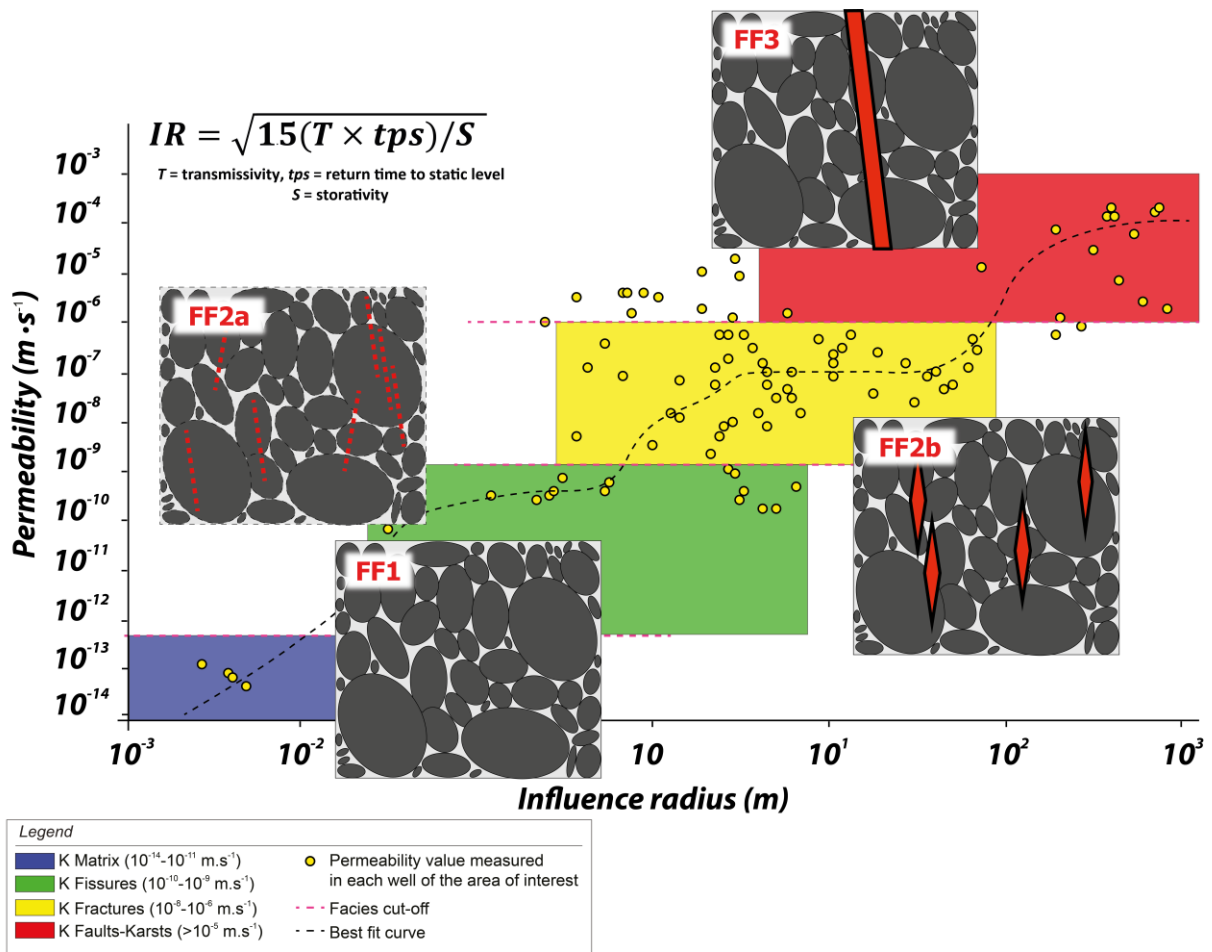 FF3
IR = √1.5(T × tps)/S
T = transmissivity, tps = return time to static level
S = storativity
10⁻³
10⁻⁴
10⁻⁵
10⁻⁶
10⁻⁷
10⁻⁸
10⁻⁹
10⁻¹⁰
10⁻¹¹
10⁻¹²
10⁻¹³
10⁻¹⁴
Permeability (m·s⁻¹)
FF2a
FF2b
FF1
10⁻³ 10⁻² 10 10¹ 10² 10³
Influence radius (m)
Legend
K Matrix (10⁻¹⁴-10⁻¹¹ m.s⁻¹)
K Fissures (10⁻¹⁰-10⁻⁹ m.s⁻¹)
K Fractures (10⁻⁸-10⁻⁶ m.s⁻¹)
K Faults-Karsts (>10⁻⁵ m.s⁻¹)
Permeability value measured
in each well of the area of interest
Facies cut-off
Best fit curve